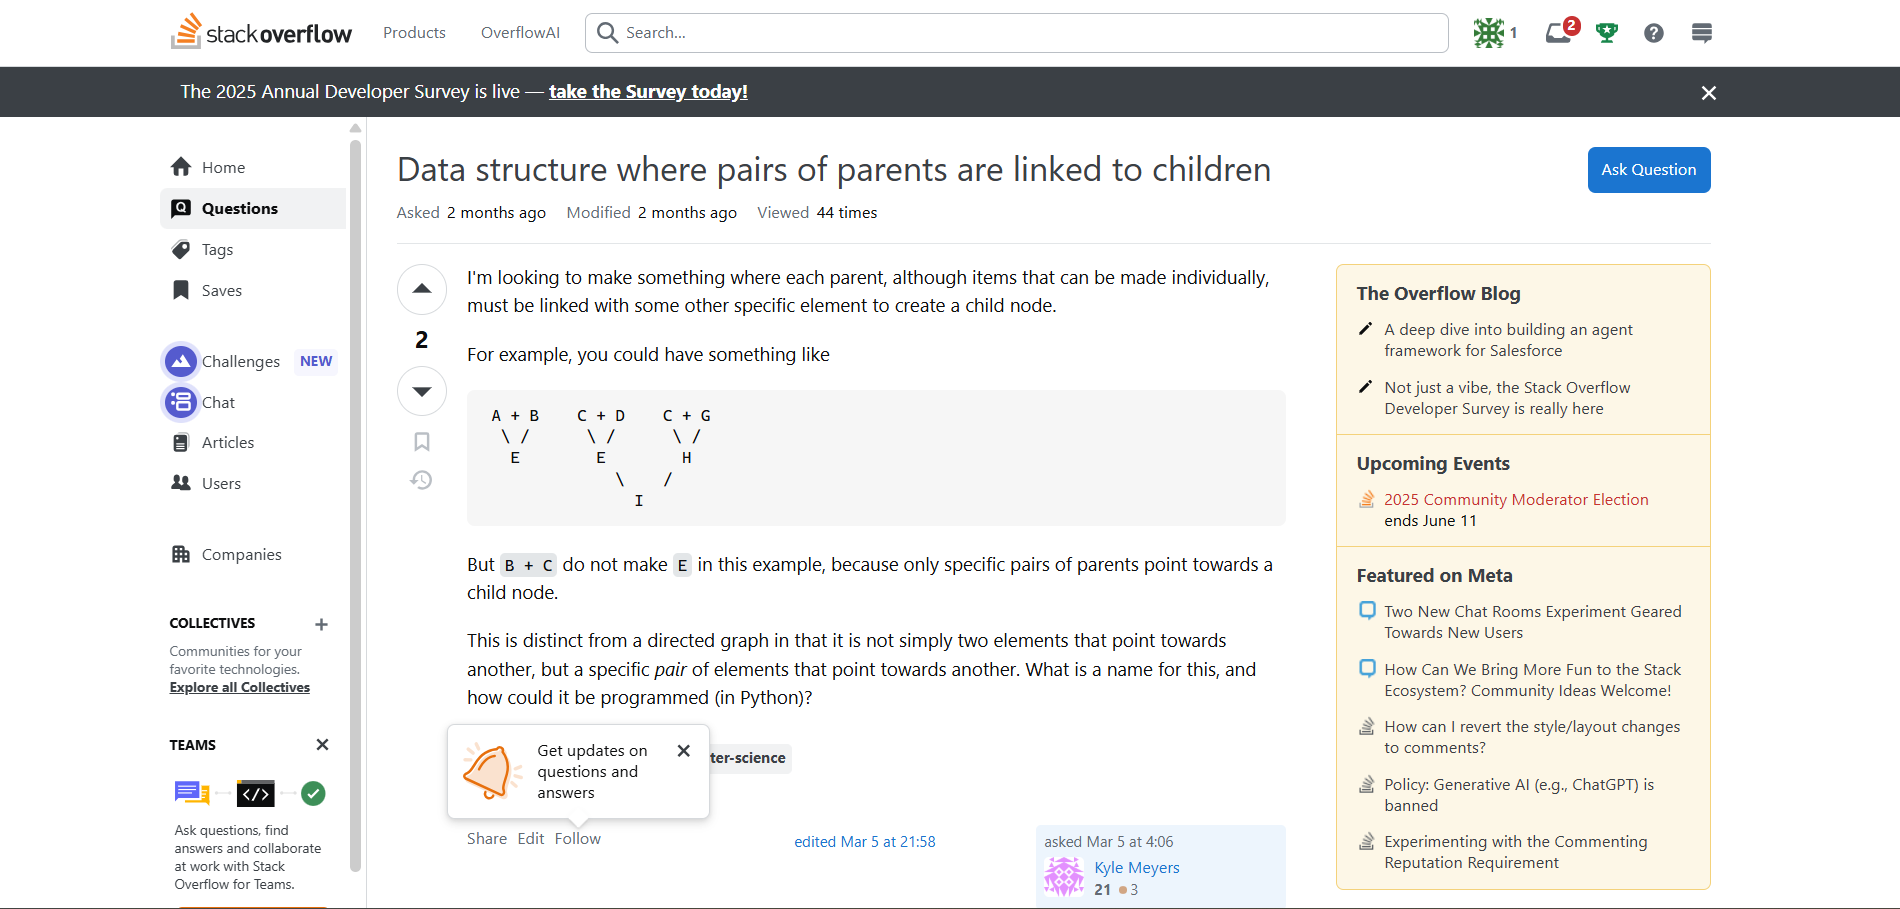 stackoverflow
Products
OverflowAI
Search...
1
2
The 2025 Annual Developer Survey is live — take the Survey today!
Home
Questions
Tags
Saves
Challenges NEW
Chat
Articles
Users
Companies
COLLECTIVES
Communities for your
favorite technologies.
Explore all Collectives
TEAMS
</>
Ask questions, find
answers and collaborate
at work with Stack
Overflow for Teams.
Data structure where pairs of parents are linked to children
Ask Question
Asked 2 months ago Modified 2 months ago Viewed 44 times
2
I'm looking to make something where each parent, although items that can be made individually,
must be linked with some other specific element to create a child node.
For example, you could have something like
A + B    C + D    C + G
 \ /      \ /      \ /
  E        E        H
            \    /
              I
But B + C do not make E in this example, because only specific pairs of parents point towards a
child node.
This is distinct from a directed graph in that it is not simply two elements that point towards
another, but a specific pair of elements that point towards another. What is a name for this, and
how could it be programmed (in Python)?
ter-science
Get updates on
questions and
answers
Share Edit Follow
edited Mar 5 at 21:58
asked Mar 5 at 4:06
Kyle Meyers
21 3
The Overflow Blog
A deep dive into building an agent
framework for Salesforce
Not just a vibe, the Stack Overflow
Developer Survey is really here
Upcoming Events
2025 Community Moderator Election
ends June 11
Featured on Meta
Two New Chat Rooms Experiment Geared
Towards New Users
How Can We Bring More Fun to the Stack
Ecosystem? Community Ideas Welcome!
How can I revert the style/layout changes
to comments?
Policy: Generative AI (e.g., ChatGPT) is
banned
Experimenting with the Commenting
Reputation Requirement